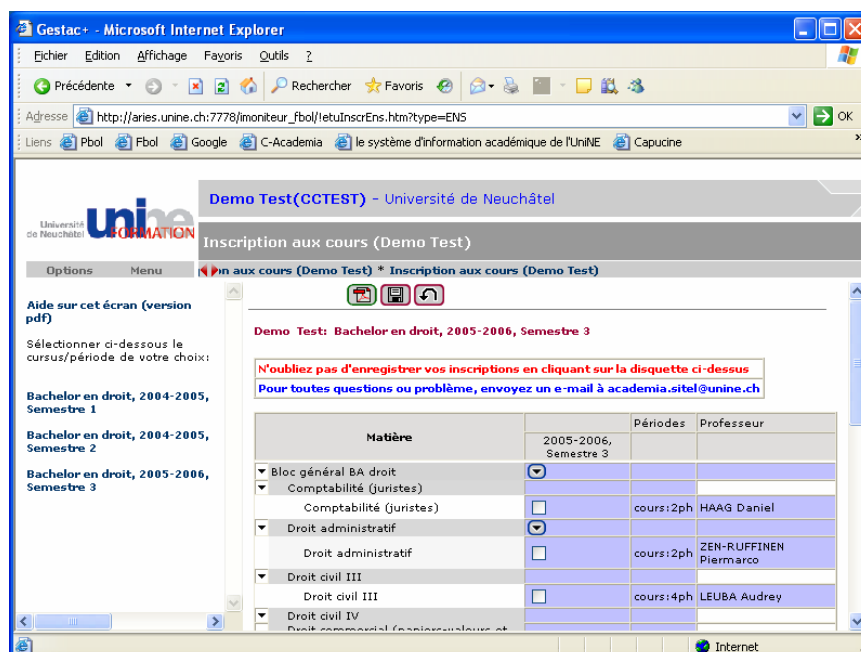 Gestac+ - Microsoft Internet Explorer
Fichier Edition Affichage Favoris Outils ?
Précédente Rechercher Favoris
Adresse http://aries.unine.ch:7778/imoniteur_fbol/!etuInscrEns.htm?type=ENS OK
Liens Pbol Fbol Google C-Academia le système d'information académique de l'UniNE Capucine »
Demo Test(CCTEST) - Université de Neuchâtel
Université
de Neuchâtel unine FORMATION
Inscription aux cours (Demo Test)
Options Menu on aux cours (Demo Test) * Inscription aux cours (Demo Test)
Aide sur cet écran (version
pdf)
Sélectionner ci-dessous le
cursus/période de votre choix:
Bachelor en droit, 2004-2005,
Semestre 1
Bachelor en droit, 2004-2005,
Semestre 2
Bachelor en droit, 2005-2006,
Semestre 3
Demo Test: Bachelor en droit, 2005-2006, Semestre 3
N'oubliez pas d'enregistrer vos inscriptions en cliquant sur la disquette ci-dessus
Pour toutes questions ou problème, envoyez un e-mail à academia.sitel@unine.ch
Matière Périodes Professeur
2005-2006,
Semestre 3
Bloc général BA droit
Comptabilité (juristes)
Comptabilité (juristes) cours:2ph HAAG Daniel
Droit administratif
Droit administratif cours:2ph ZEN-RUFFINEN
Piermarco
Droit civil III
Droit civil III cours:4ph LEUBA Audrey
Droit civil IV
Droit commercial (papiers-valeurs et
Internet